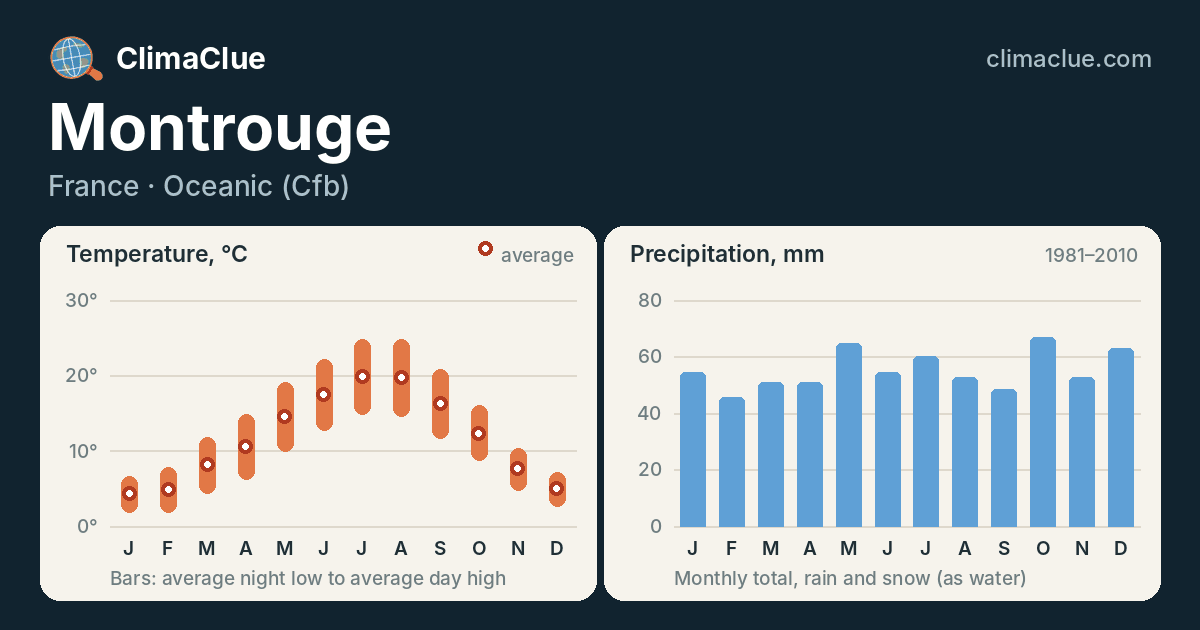 ClimaClue
climaclue.com
Montrouge
France · Oceanic (Cfb)
Temperature, °C
average
30°
20°
10°
0°
J F M A M J J A S O N D
Bars: average night low to average day high
Precipitation, mm
1981–2010
80
60
40
20
0
J F M A M J J A S O N D
Monthly total, rain and snow (as water)